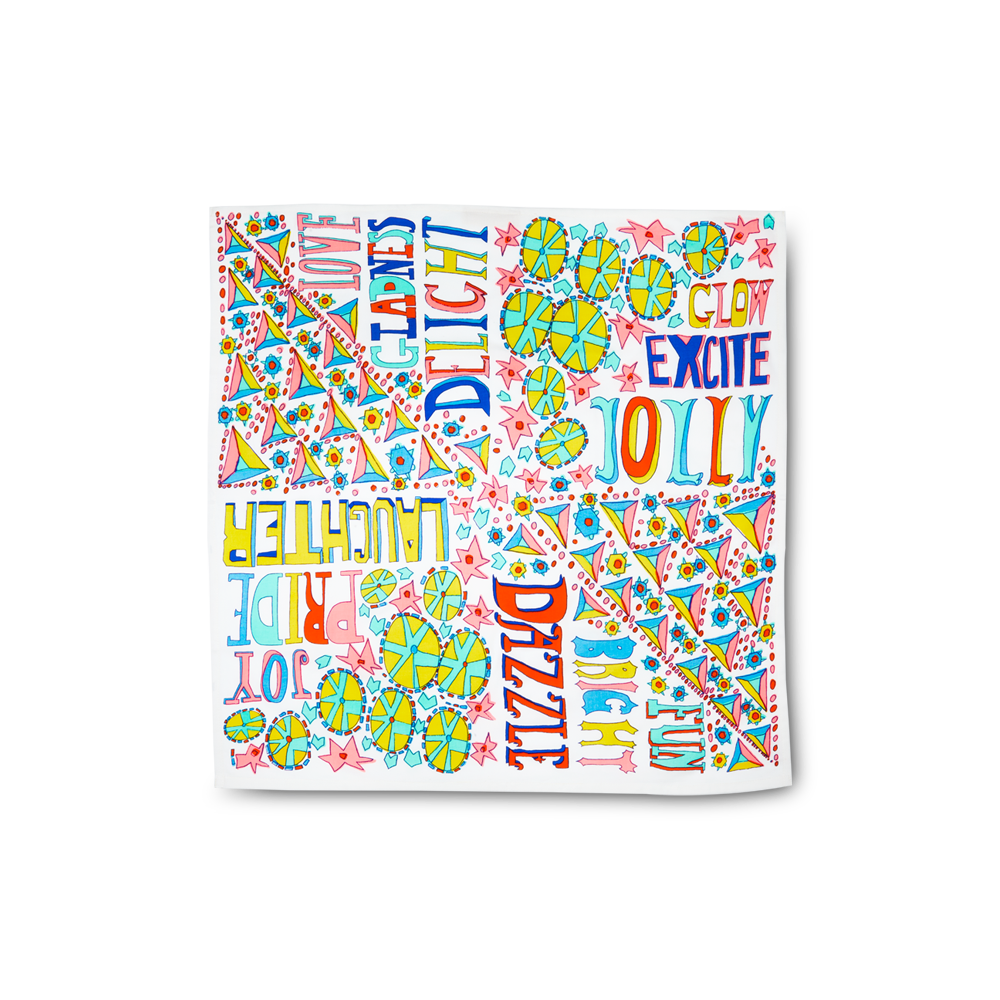 LOVE
GLADNESS
DELIGHT
GLOW
EXCITE
JOLLY
LAUGHTER
PRIDE
JOY
DAZZLE
BRIGHT
FUN